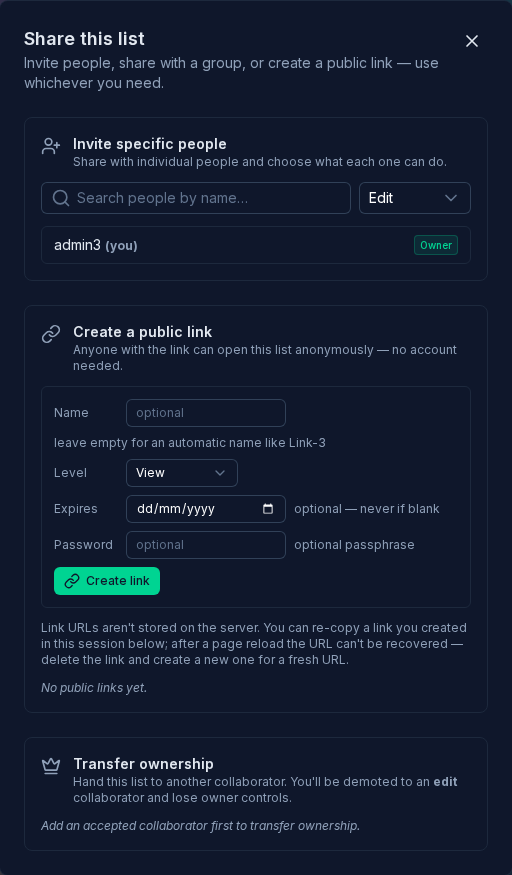 Share this list
Invite people, share with a group, or create a public link — use
whichever you need.
Invite specific people
Share with individual people and choose what each one can do.
Search people by name…
Edit
admin3 (you)
Owner
Create a public link
Anyone with the link can open this list anonymously — no account
needed.
Name
optional
leave empty for an automatic name like Link-3
Level
View
Expires
dd/mm/yyyy
optional — never if blank
Password
optional
optional passphrase
Create link
Link URLs aren't stored on the server. You can re-copy a link you created
in this session below; after a page reload the URL can't be recovered —
delete the link and create a new one for a fresh URL.
No public links yet.
Transfer ownership
Hand this list to another collaborator. You'll be demoted to an edit
collaborator and lose owner controls.
Add an accepted collaborator first to transfer ownership.